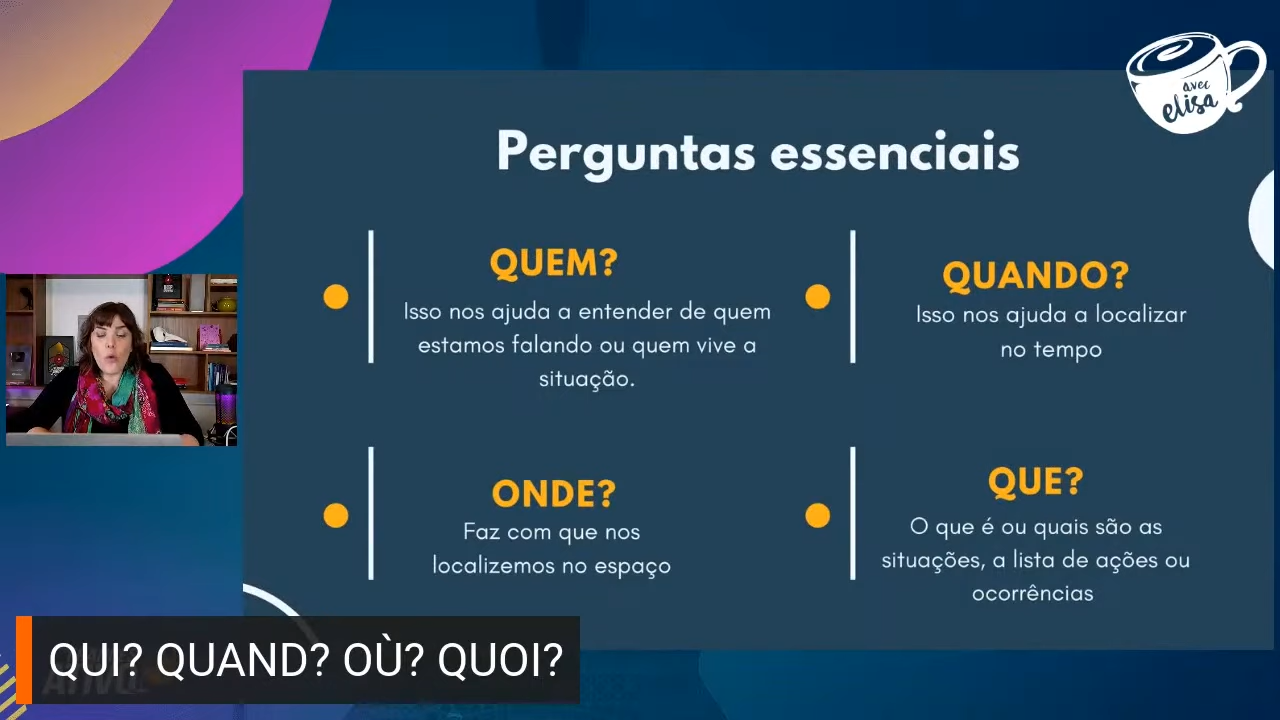 avec
elisa
Perguntas essenciais
QUEM?
Isso nos ajuda a entender de quem
estamos falando ou quem vive a
situação.
QUANDO?
Isso nos ajuda a localizar
no tempo
ONDE?
Faz com que nos
localizemos no espaço
QUE?
O que é ou quais são as
situações, a lista de ações ou
ocorrências
QUI? QUAND? OÙ? QUOI?